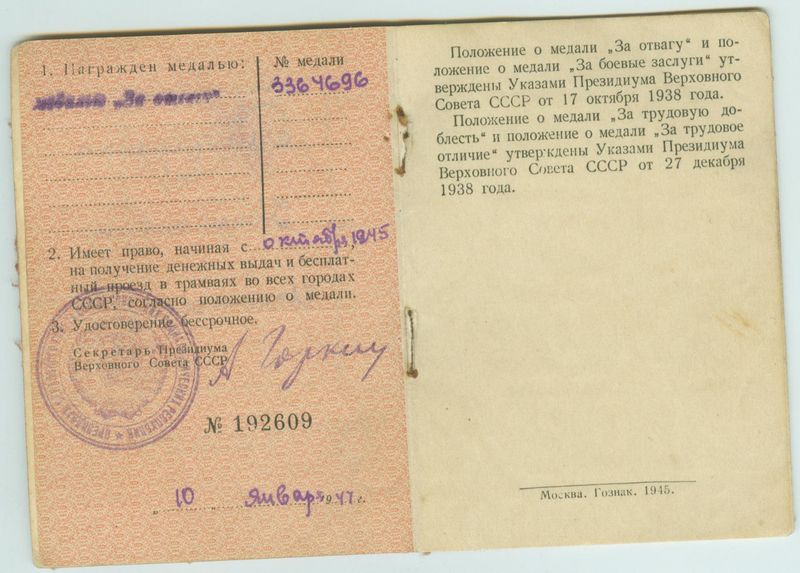 1. Награжден медалью:
№ медали
медалью „За отвагу“
3364696
2. Имеет право, начиная с октября 1945,
на получение денежных выдач и бесплат-
ный проезд в трамваях во всех городах
СССР, согласно положению о медали.
3. Удостоверение бессрочное.
Секретарь Президиума
Верховного Совета СССР
А Горкин
№ 192609
„ 10 „ января 1947 г.
Положение о медали „За отвагу“ и по-
ложение о медали „За боевые заслуги“ ут-
верждены Указами Президиума Верховного
Совета СССР от 17 октября 1938 года.
Положение о медали „За трудовую до-
блесть“ и положение о медали „За трудовое
отличие“ утверждены Указами Президиума
Верховного Совета СССР от 27 декабря
1938 года.
Москва. Гознак. 1945.